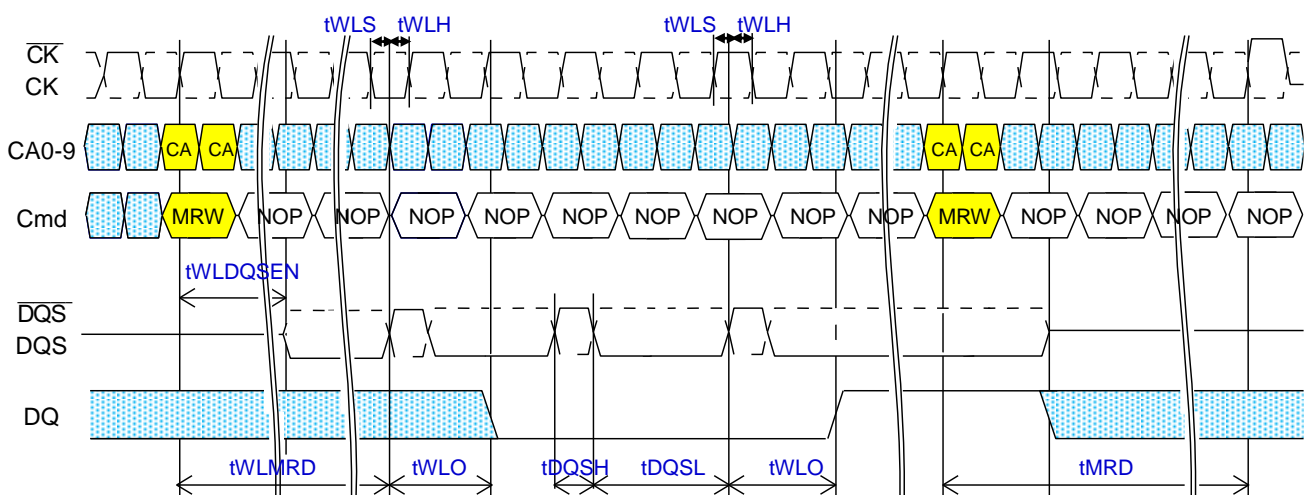 tWLS tWLH tWLS tWLH
CK
CK
CA0-9 CA CA CA CA
Cmd MRW NOP NOP NOP NOP NOP NOP NOP NOP NOP MRW NOP NOP NOP NOP
tWLDQSEN
DQS
DQS
DQ
tWLMRD tWLO tDQSH tDQSL tWLO tMRD